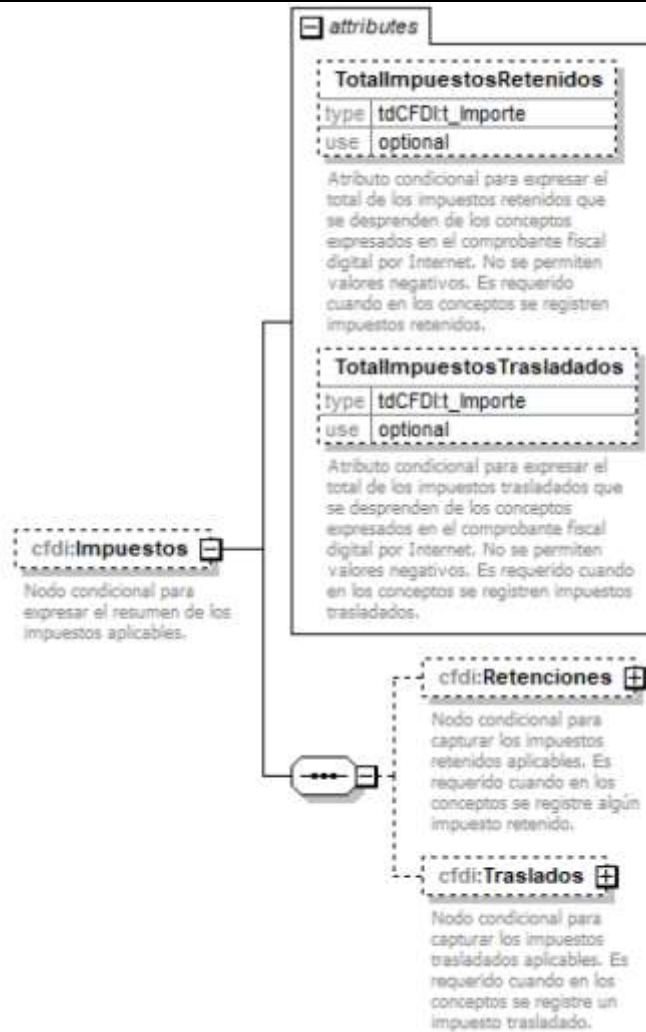 attributes
TotalImpuestosRetenidos
type tdCFDI:t_Importe
use optional
Atributo condicional para expresar el
total de los impuestos retenidos que
se desprenden de los conceptos
expresados en el comprobante fiscal
digital por Internet. No se permiten
valores negativos. Es requerido
cuando en los conceptos se registren
impuestos retenidos.
TotalImpuestosTrasladados
type tdCFDI:t_Importe
use optional
Atributo condicional para expresar el
total de los impuestos trasladados que
se desprenden de los conceptos
expresados en el comprobante fiscal
digital por Internet. No se permiten
valores negativos. Es requerido cuando
en los conceptos se registren impuestos
trasladados.
cfdi:Impuestos
Nodo condicional para
expresar el resumen de los
impuestos aplicables.
cfdi:Retenciones
Nodo condicional para
capturar los impuestos
retenidos aplicables. Es
requerido cuando en los
conceptos se registre algún
impuesto retenido.
cfdi:Traslados
Nodo condicional para
capturar los impuestos
trasladados aplicables. Es
requerido cuando en los
conceptos se registre un
impuesto trasladado.